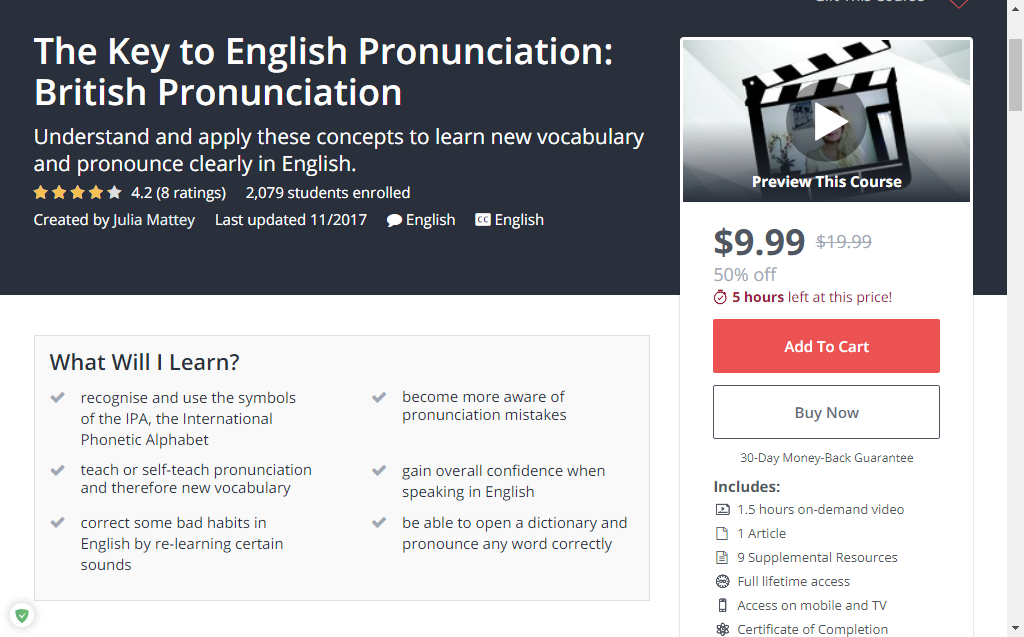 Gift This Course
The Key to English Pronunciation:
British Pronunciation
Understand and apply these concepts to learn new vocabulary
and pronounce clearly in English.
4.2 (8 ratings) 2,079 students enrolled
Created by Julia Mattey Last updated 11/2017 English CC English
Preview This Course
$9.99 $19.99
50% off
5 hours left at this price!
Add To Cart
Buy Now
30-Day Money-Back Guarantee
Includes:
1.5 hours on-demand video
1 Article
9 Supplemental Resources
Full lifetime access
Access on mobile and TV
Certificate of Completion
What Will I Learn?
recognise and use the symbols
of the IPA, the International
Phonetic Alphabet
teach or self-teach pronunciation
and therefore new vocabulary
correct some bad habits in
English by re-learning certain
sounds
become more aware of
pronunciation mistakes
gain overall confidence when
speaking in English
be able to open a dictionary and
pronounce any word correctly